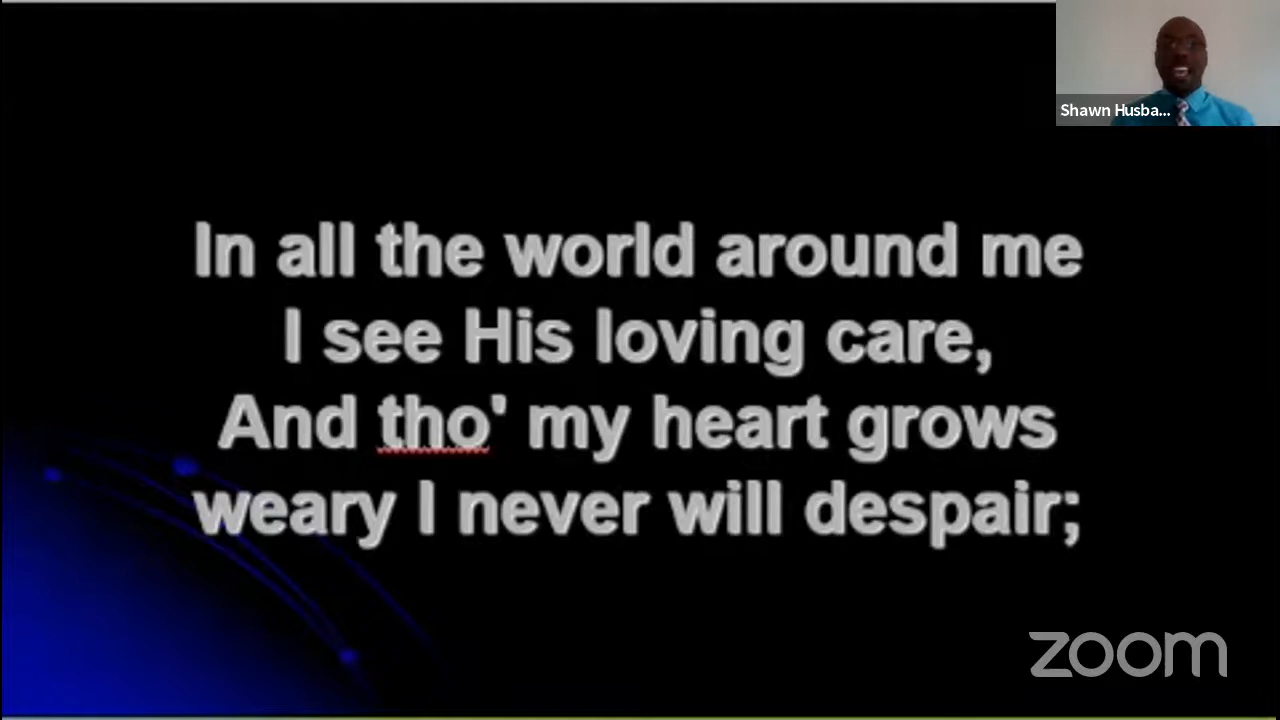 Shawn Husba...
In all the world around me
I see His loving care,
And tho' my heart grows
weary I never will despair;
zoom